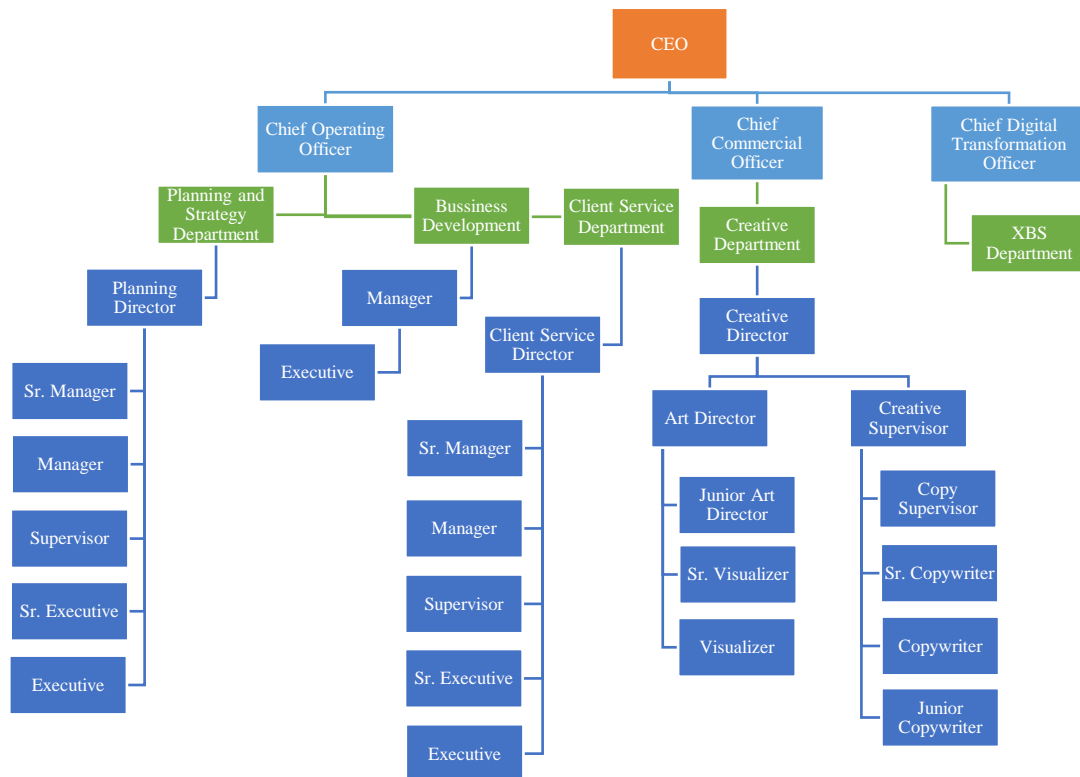 CEO
Chief Operating
Officer
Chief
Commercial
Officer
Chief Digital
Transformation
Officer
Planning and
Strategy
Department
Bussiness
Development
Client Service
Department
Creative
Department
XBS
Department
Planning
Director
Sr. Manager
Manager
Supervisor
Sr. Executive
Executive
Manager
Executive
Client Service
Director
Sr. Manager
Manager
Supervisor
Sr. Executive
Executive
Creative
Director
Art Director
Junior Art
Director
Sr. Visualizer
Visualizer
Creative
Supervisor
Copy
Supervisor
Sr. Copywriter
Copywriter
Junior
Copywriter